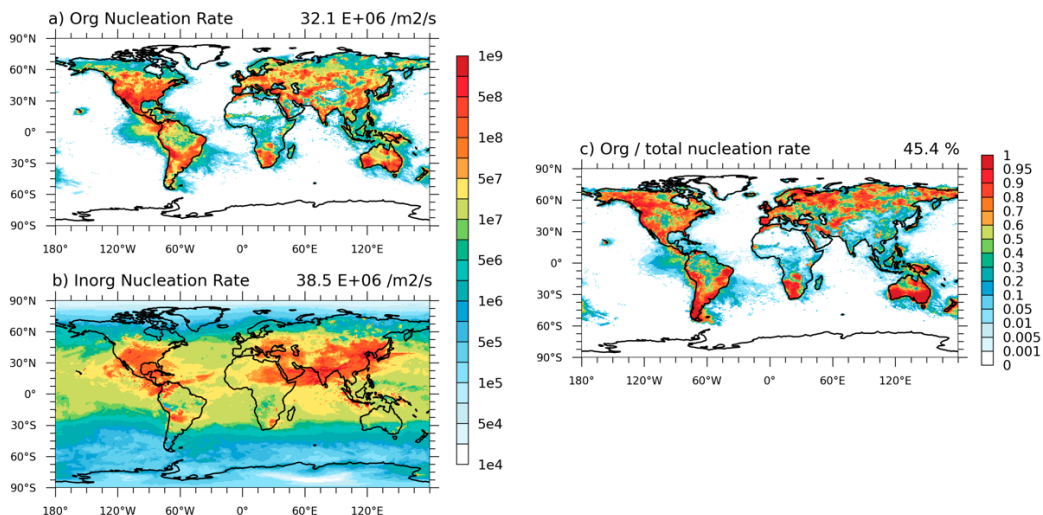 a) Org Nucleation Rate 32.1 E+06 /m2/s
90°N
60°N
30°N
0°
30°S
60°S
90°S
180° 120°W 60°W 0°E 60°E 120°E
b) Inorg Nucleation Rate 38.5 E+06 /m2/s
90°N
60°N
30°N
0°
30°S
60°S
90°S
180° 120°W 60°W 0°E 60°E 120°E
1e9
5e8
1e8
5e7
1e7
5e6
1e6
5e5
1e5
5e4
1e4
c) Org / total nucleation rate 45.4 %
90°N
60°N
30°N
0°
30°S
60°S
90°S
180° 120°W 60°W 0°E 60°E 120°E
1
0.95
0.9
0.8
0.7
0.6
0.5
0.4
0.3
0.2
0.1
0.05
0.01
0.005
0.001
0